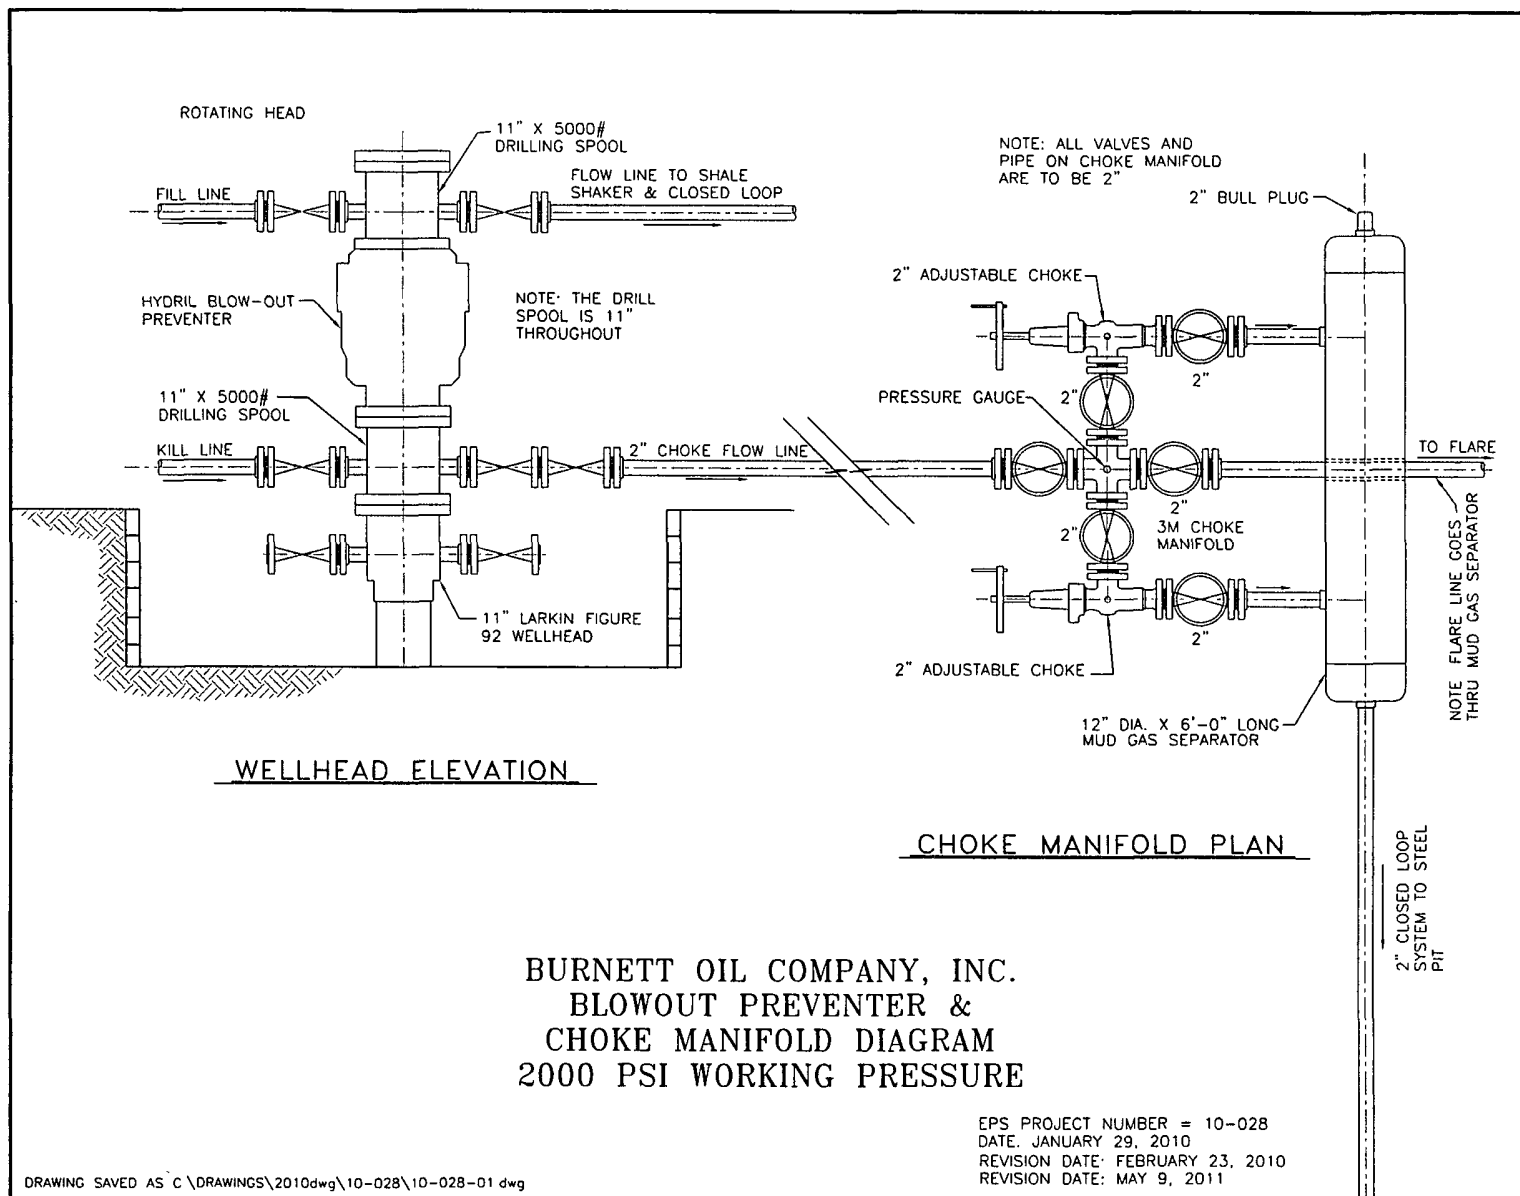 ROTATING HEAD
11" X 5000#
DRILLING SPOOL
FILL LINE
FLOW LINE TO SHALE
SHAKER & CLOSED LOOP
HYDRIL BLOW-OUT
PREVENTER
NOTE: THE DRILL
SPOOL IS 11"
THROUGHOUT
11" X 5000#
DRILLING SPOOL
KILL LINE
2" CHOKE FLOW LINE
11" LARKIN FIGURE
92 WELLHEAD
WELLHEAD ELEVATION
NOTE: ALL VALVES AND
PIPE ON CHOKE MANIFOLD
ARE TO BE 2"
2" BULL PLUG
2" ADJUSTABLE CHOKE
2"
2"
PRESSURE GAUGE
TO FLARE
2"
2"
3M CHOKE
MANIFOLD
2"
2" ADJUSTABLE CHOKE
12" DIA. X 6'-0" LONG
MUD GAS SEPARATOR
NOTE FLARE LINE GOES
THRU MUD GAS SEPARATOR
CHOKE MANIFOLD PLAN
2" CLOSED LOOP
SYSTEM TO STEEL
PIT
BURNETT OIL COMPANY, INC.
BLOWOUT PREVENTER &
CHOKE MANIFOLD DIAGRAM
2000 PSI WORKING PRESSURE
EPS PROJECT NUMBER = 10-028
DATE. JANUARY 29, 2010
REVISION DATE: FEBRUARY 23, 2010
REVISION DATE: MAY 9, 2011
DRAWING SAVED AS C \DRAWINGS\2010dwg\10-028\10-028-01 dwg